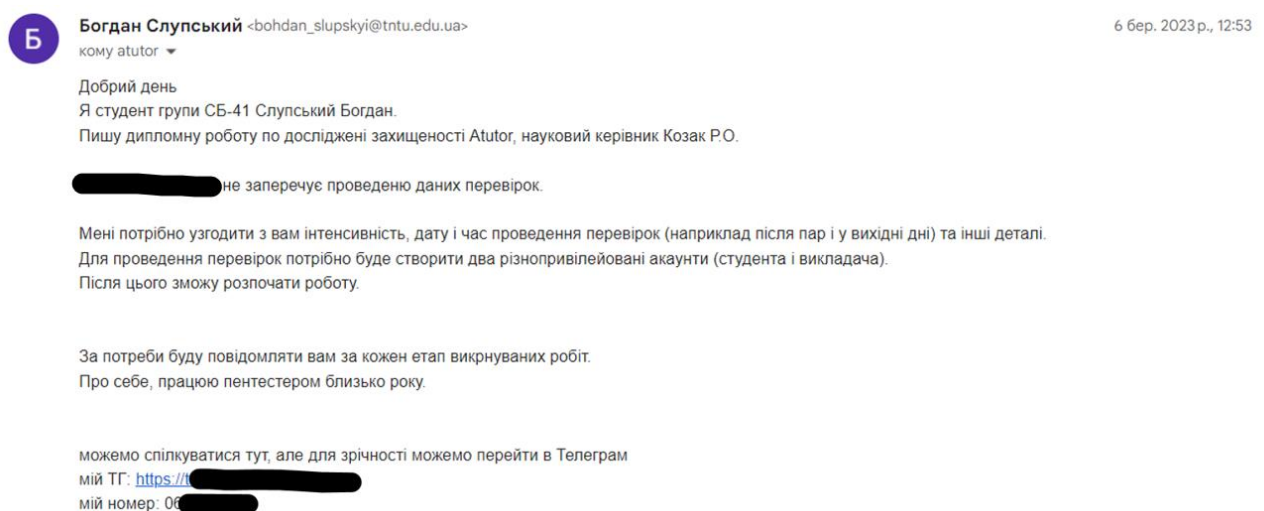 Б
Богдан Слупський <bohdan_slupskyi@tntu.edu.ua>
6 бер. 2023 р., 12:53
кому atutor
Добрий день
Я студент групи СБ-41 Слупський Богдан.
Пишу дипломну роботу по досліджені захищеності Atutor, науковий керівник Козак Р.О.
не заперечує проведеню даних перевірок.
Мені потрібно узгодити з вам інтенсивність, дату і час проведення перевірок (наприклад після пар і у вихідні дні) та інші деталі.
Для проведення перевірок потрібно буде створити два різнопривілейовані акаунти (студента і викладача).
Після цього зможу розпочати роботу.
За потреби буду повідомляти вам за кожен етап викрнуваних робіт.
Про себе, працюю пентестером близько року.
можемо спілкуватися тут, але для зрічності можемо перейти в Телеграм
мій ТГ: https://t
мій номер: 06